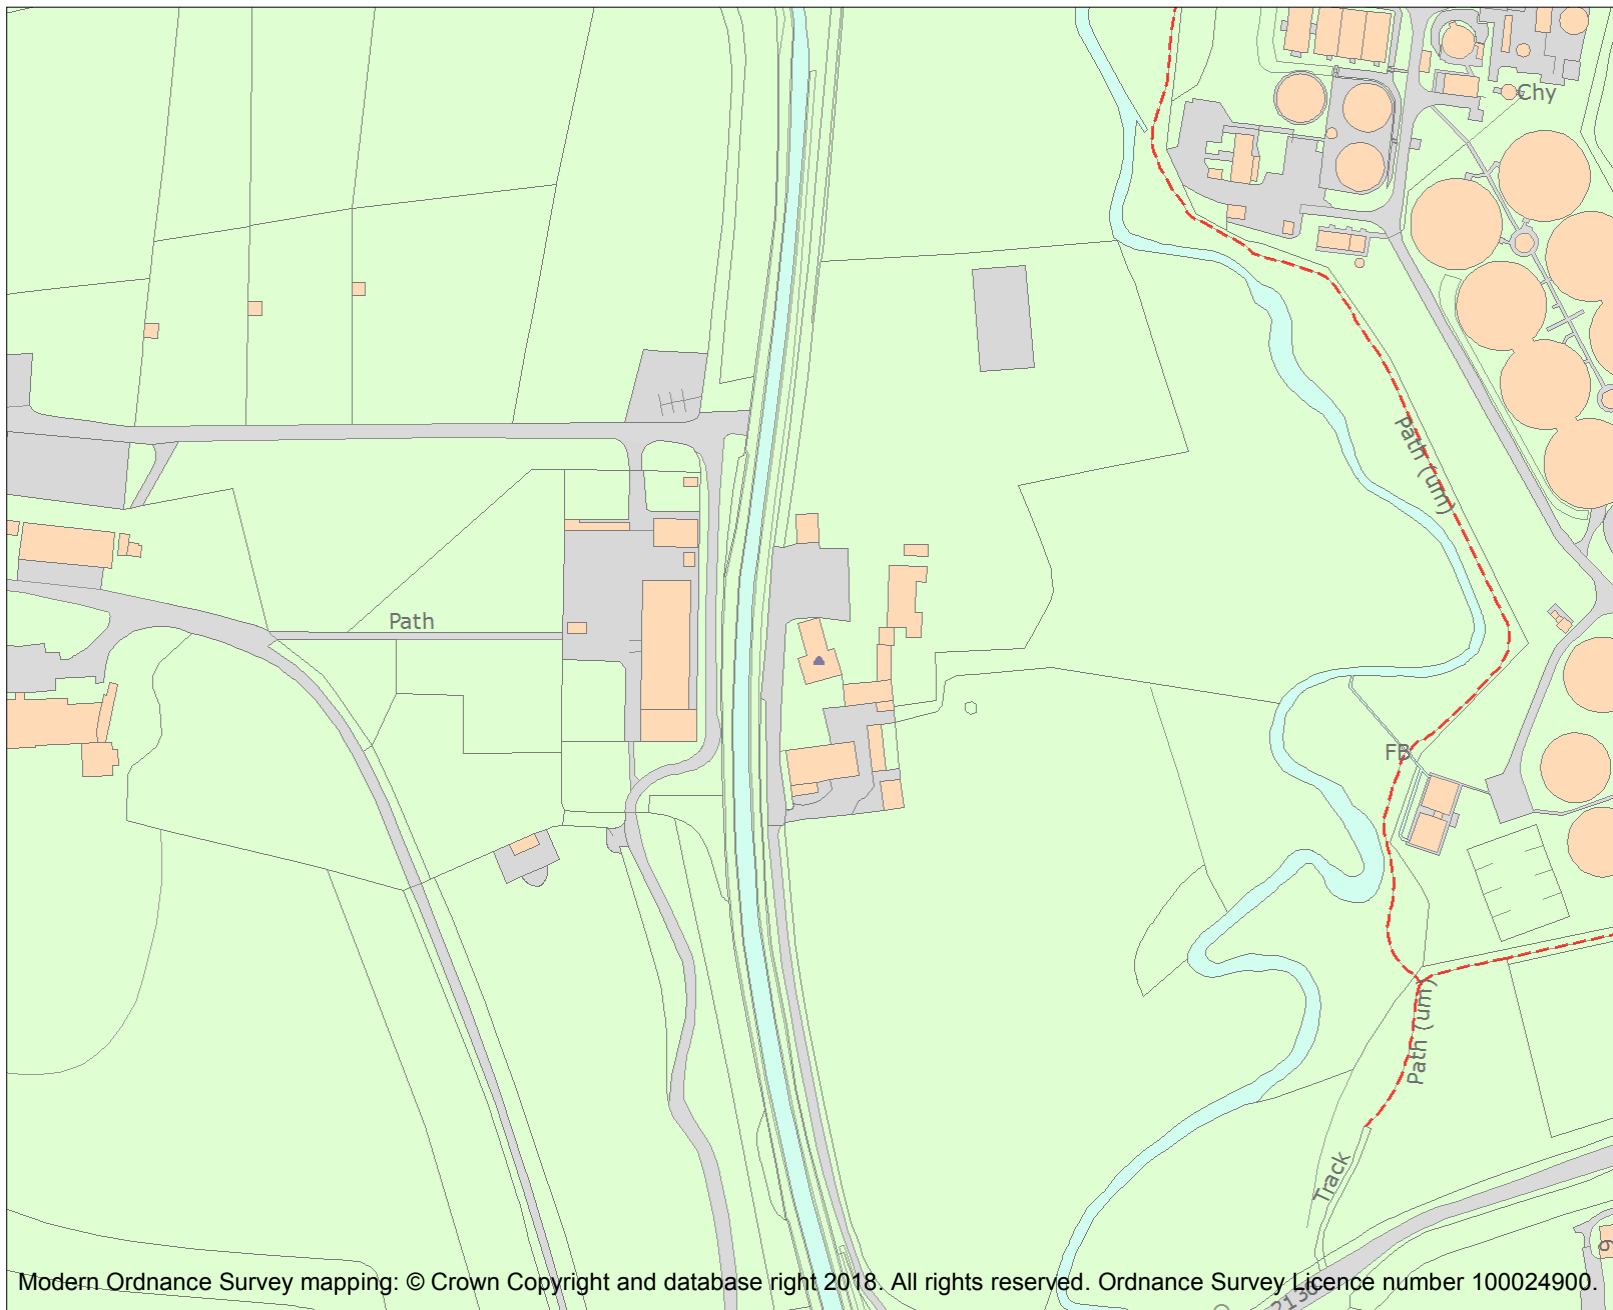 Chy
Path (um)
Path
FB
Path (um)
Track
9
Modern Ordnance Survey mapping: © Crown Copyright and database right 2018. All rights reserved. Ordnance Survey Licence number 100024900.